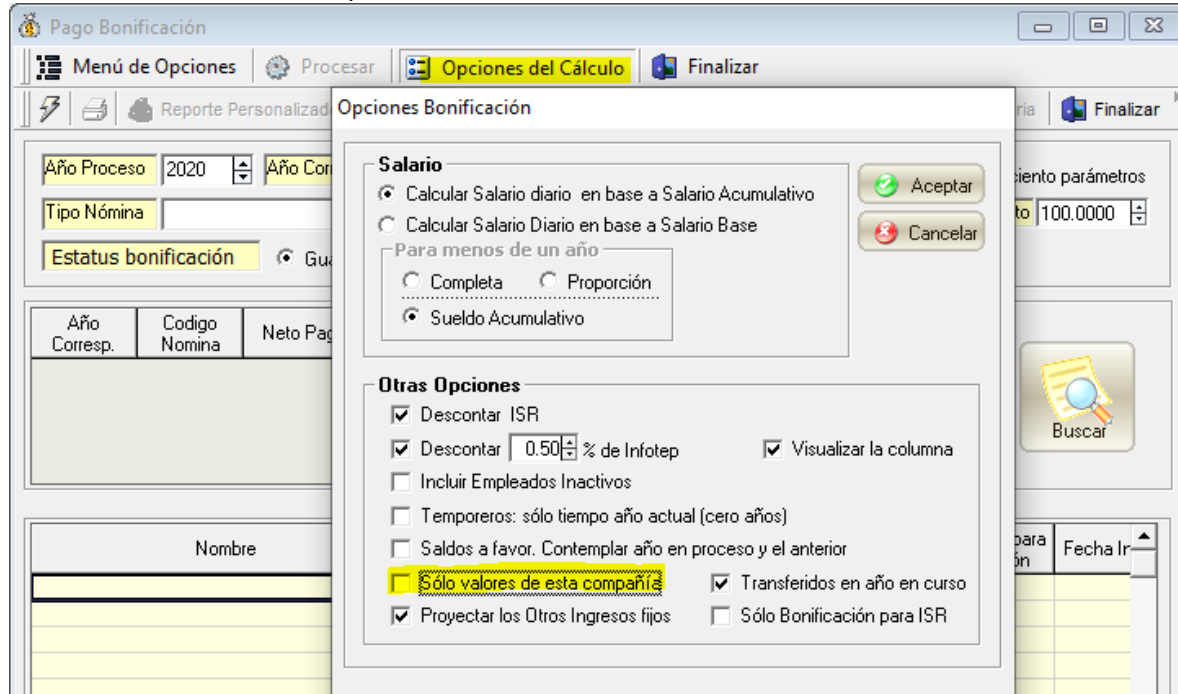 Pago Bonificación
Menú de Opciones Procesar Opciones del Cálculo Finalizar
Reporte Personalizad ria Finalizar
Opciones Bonificación
Año Proceso 2020 Año Cor
Tipo Nómina
Estatus bonificación Gua
ciento parámetros
to 100.0000
Salario
Calcular Salario diario en base a Salario Acumulativo
Calcular Salario Diario en base a Salario Base
Para menos de un año
Completa Proporción
Sueldo Acumulativo
Aceptar
Cancelar
Año Corresp. Codigo Nomina Neto Pag
Buscar
Otras Opciones
Descontar ISR
Descontar 0.50 % de Infotep Visualizar la columna
Incluir Empleados Inactivos
Temporeros: sólo tiempo año actual (cero años)
Saldos a favor. Contemplar año en proceso y el anterior
Sólo valores de esta compañía Transferidos en año en curso
Proyectar los Otros Ingresos fijos Sólo Bonificación para ISR
Nombre
para
ón
Fecha In